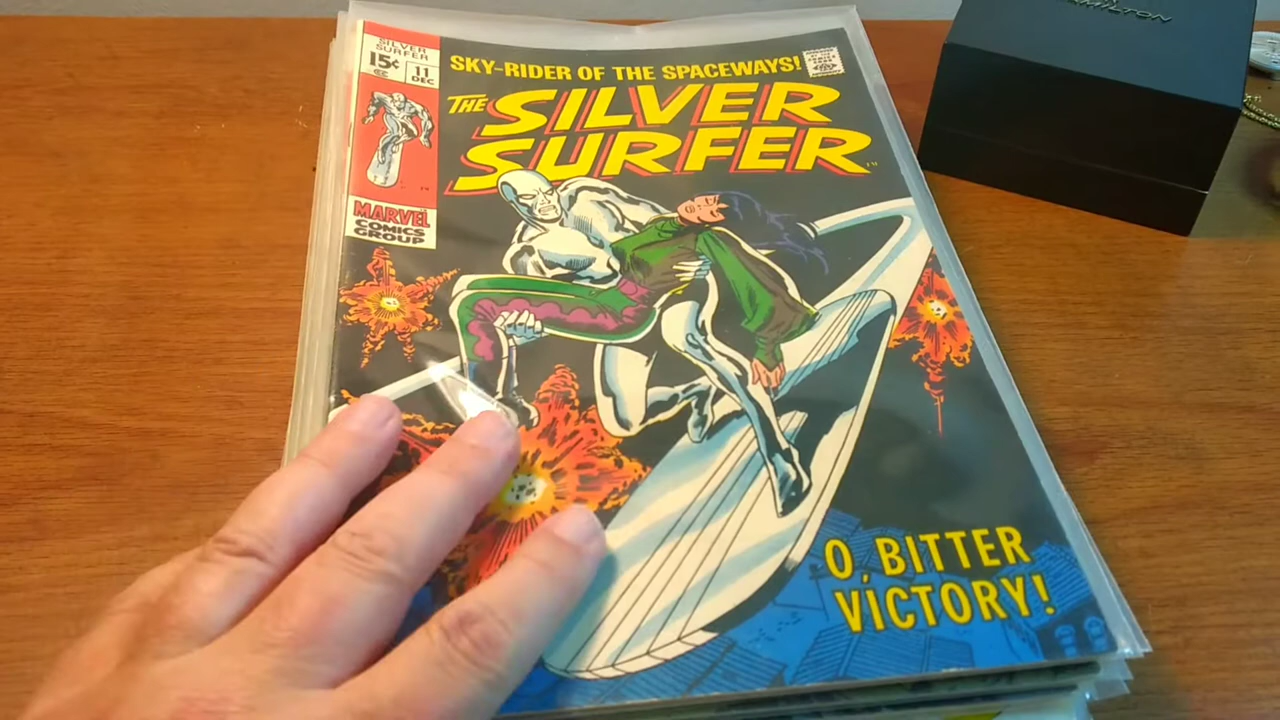 SILVER
SURFER
15¢
11
DEC
SKY-RIDER OF THE SPACEWAYS!
THE SILVER
SURFER
MARVEL
COMICS
GROUP
O, BITTER
VICTORY!